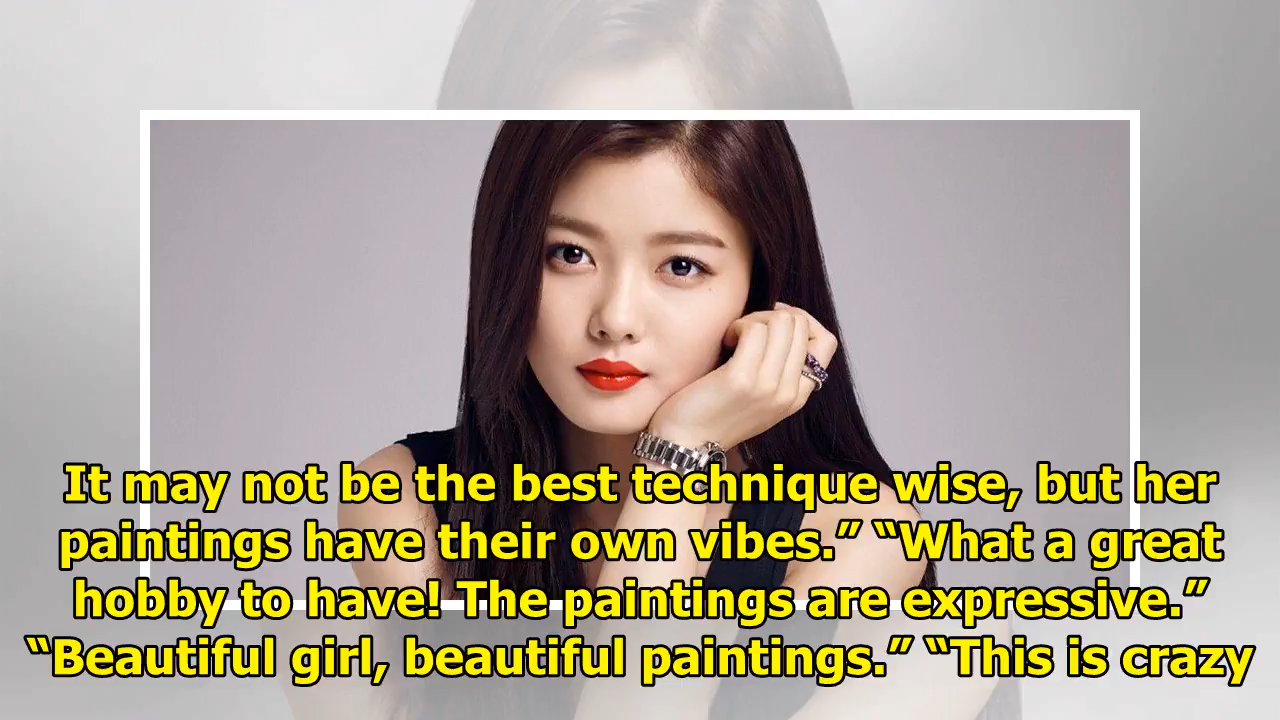 It may not be the best technique wise, but her
paintings have their own vibes.” “What a great
hobby to have! The paintings are expressive.”
“Beautiful girl, beautiful paintings.” “This is crazy